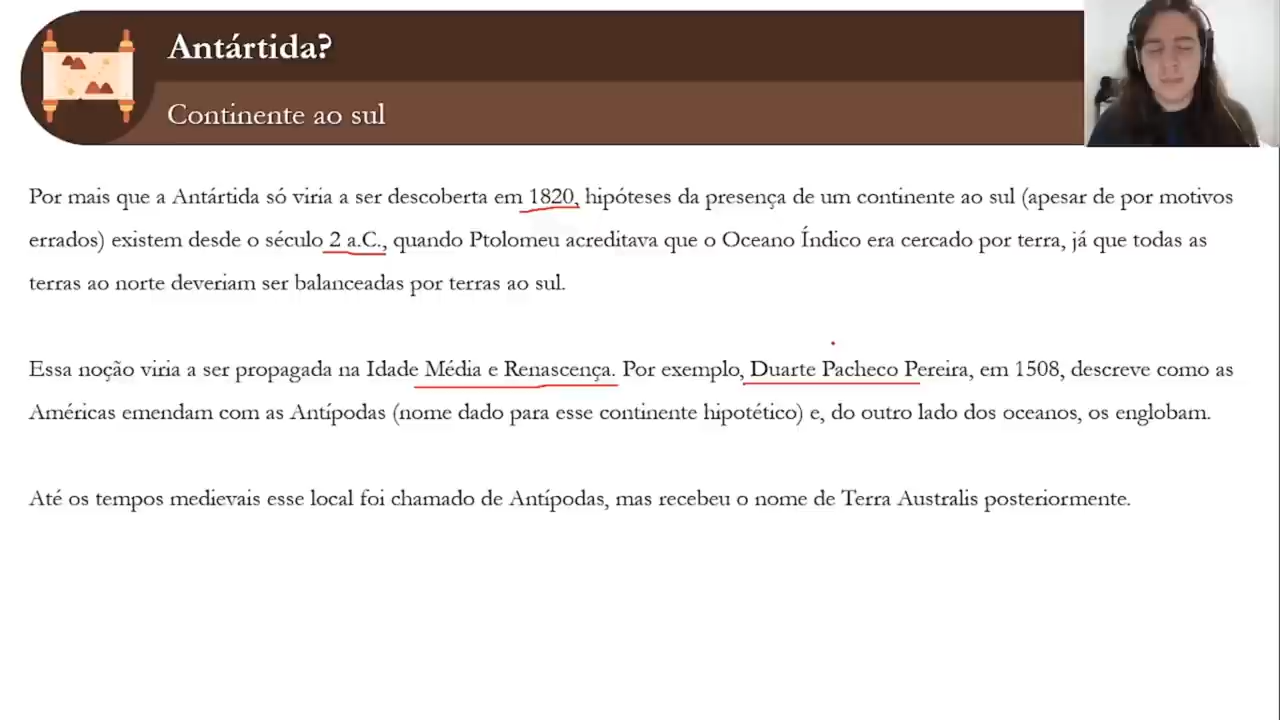 Antártida?
Continente ao sul
Por mais que a Antártida só viria a ser descoberta em 1820, hipóteses da presença de um continente ao sul (apesar de por motivos
errados) existem desde o século 2 a.C., quando Ptolomeu acreditava que o Oceano Índico era cercado por terra, já que todas as
terras ao norte deveriam ser balanceadas por terras ao sul.
Essa noção viria a ser propagada na Idade Média e Renascença. Por exemplo, Duarte Pacheco Pereira, em 1508, descreve como as
Américas emendam com as Antípodas (nome dado para esse continente hipotético) e, do outro lado dos oceanos, os englobam.
Até os tempos medievais esse local foi chamado de Antípodas, mas recebeu o nome de Terra Australis posteriormente.